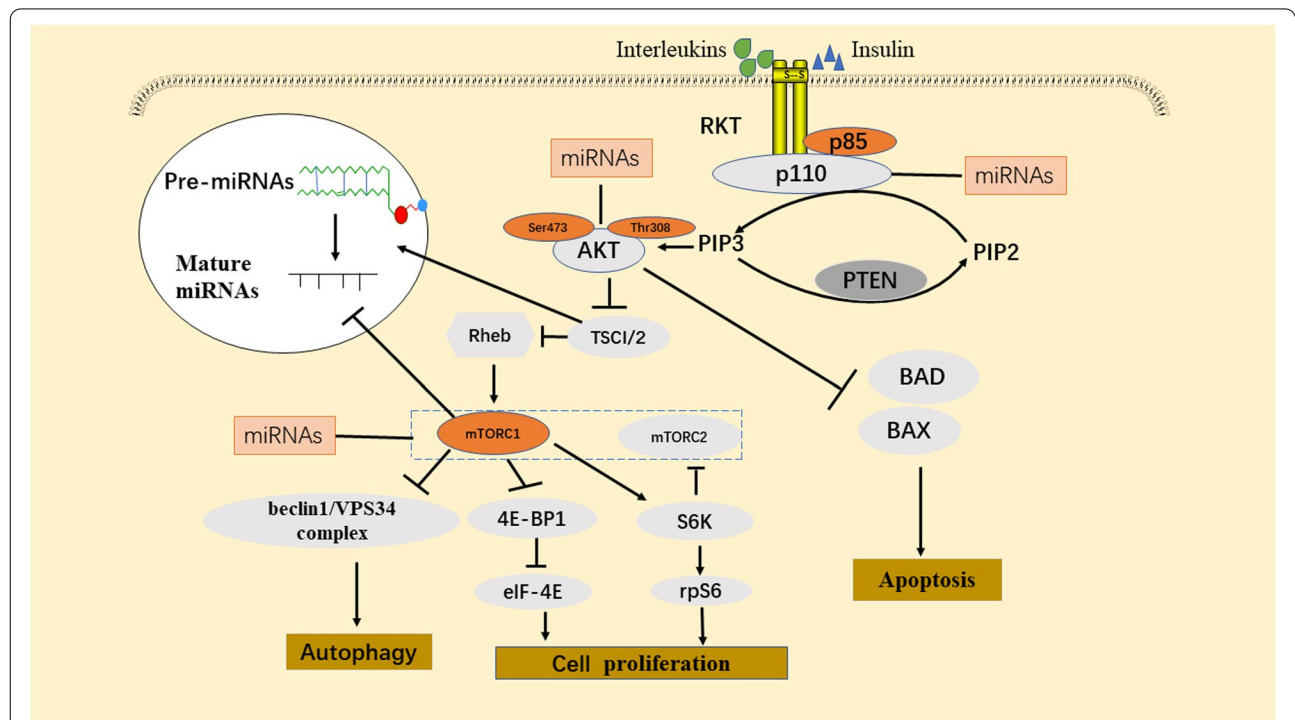 Interleukins
Insulin
S--S
RKT
p85
p110
miRNAs
miRNAs
Pre-miRNAs
Mature
miRNAs
Ser473
Thr308
AKT
PIP3
PIP2
PTEN
Rheb
TSCI/2
BAD
BAX
miRNAs
mTORC1
mTORC2
beclin1/VPS34
complex
4E-BP1
S6K
eIF-4E
rpS6
Apoptosis
Autophagy
Cell proliferation